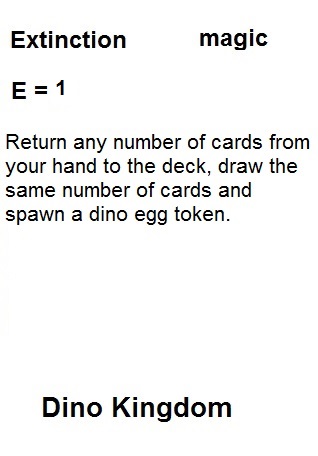 Extinction magic
E = 1
Return any number of cards from
your hand to the deck, draw the
same number of cards and
spawn a dino egg token.
Dino Kingdom